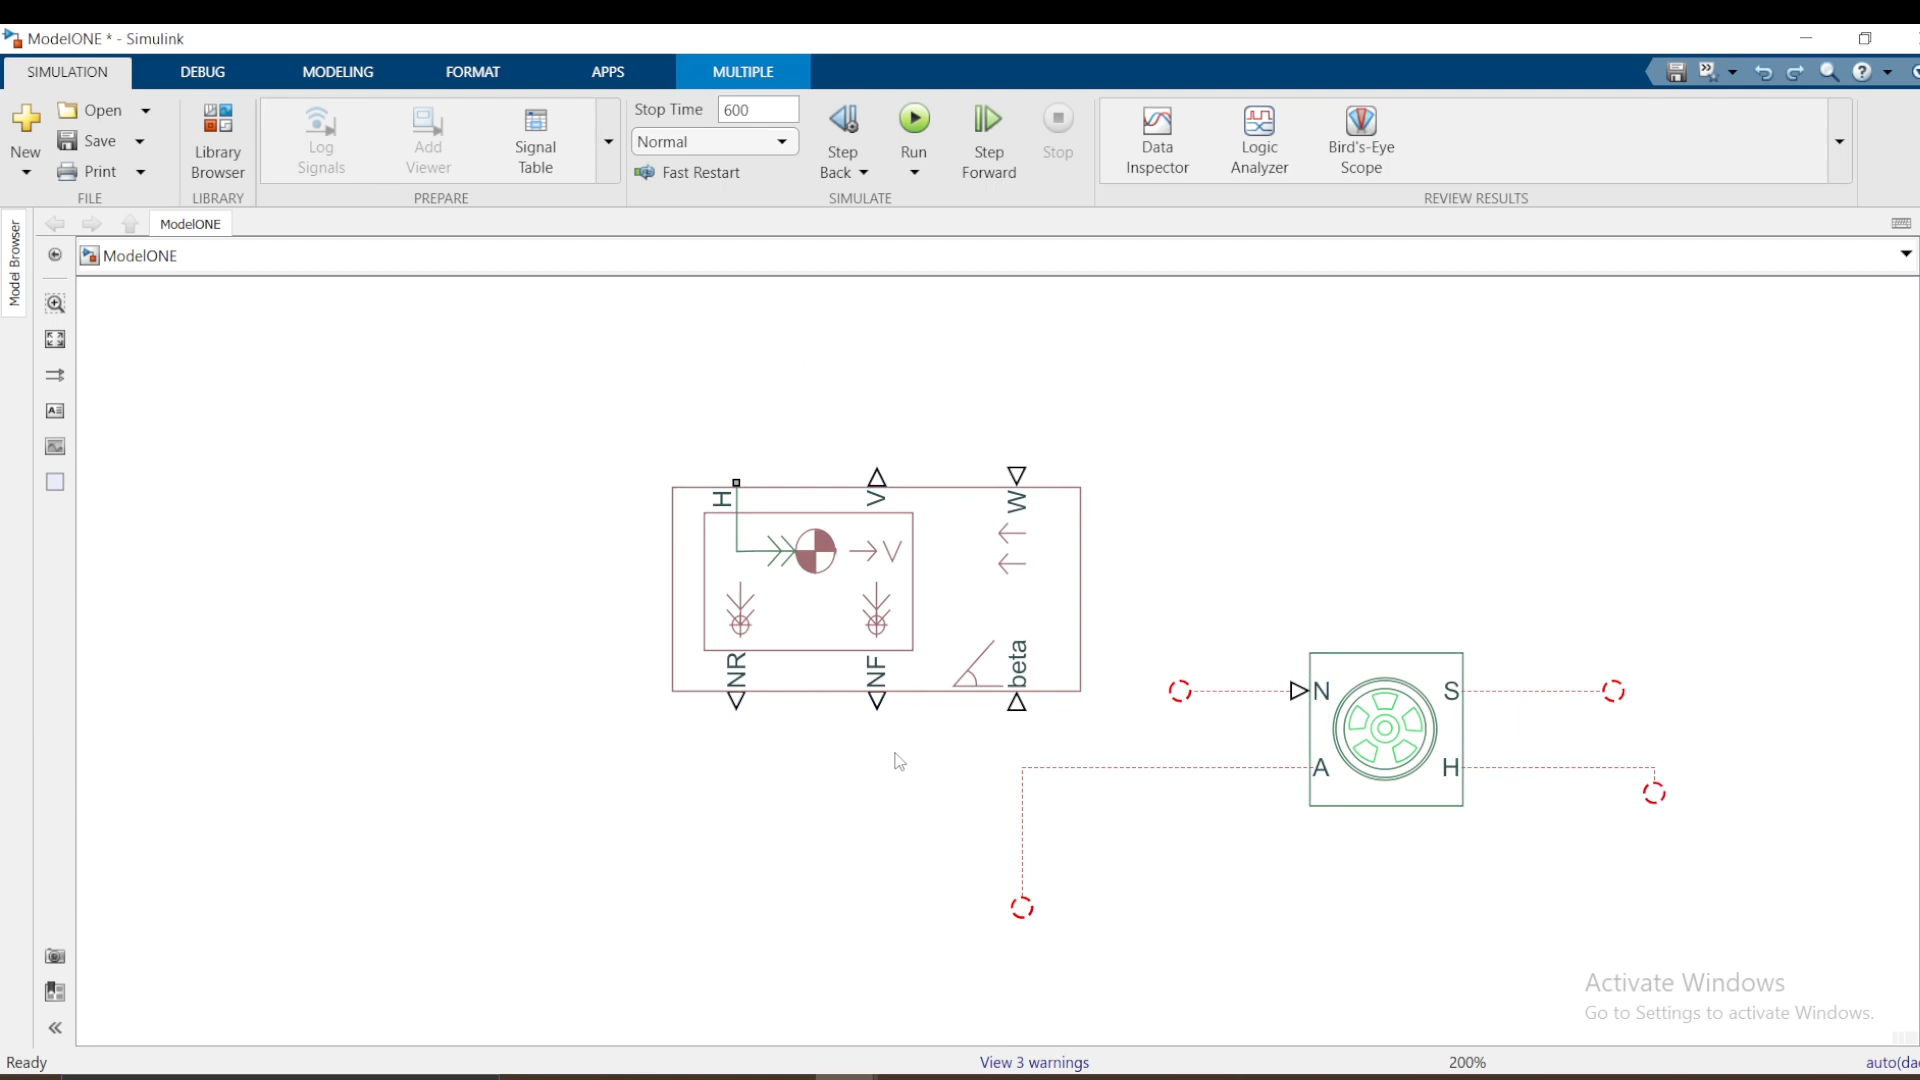 ModelONE * - Simulink
SIMULATION DEBUG MODELING FORMAT APPS MULTIPLE
New
Open
Save
Print
FILE
Library
Browser
LIBRARY
Log
Signals
Add
Viewer
Signal
Table
PREPARE
Stop Time 600
Normal
Fast Restart
Step
Back
Run
Step
Forward
Stop
SIMULATE
Data
Inspector
Logic
Analyzer
Bird's-Eye
Scope
REVIEW RESULTS
Model Browser
ModelONE
ModelONE
H V W
V
NR NF beta
N S
A H
Activate Windows
Go to Settings to activate Windows.
Ready View 3 warnings 200%